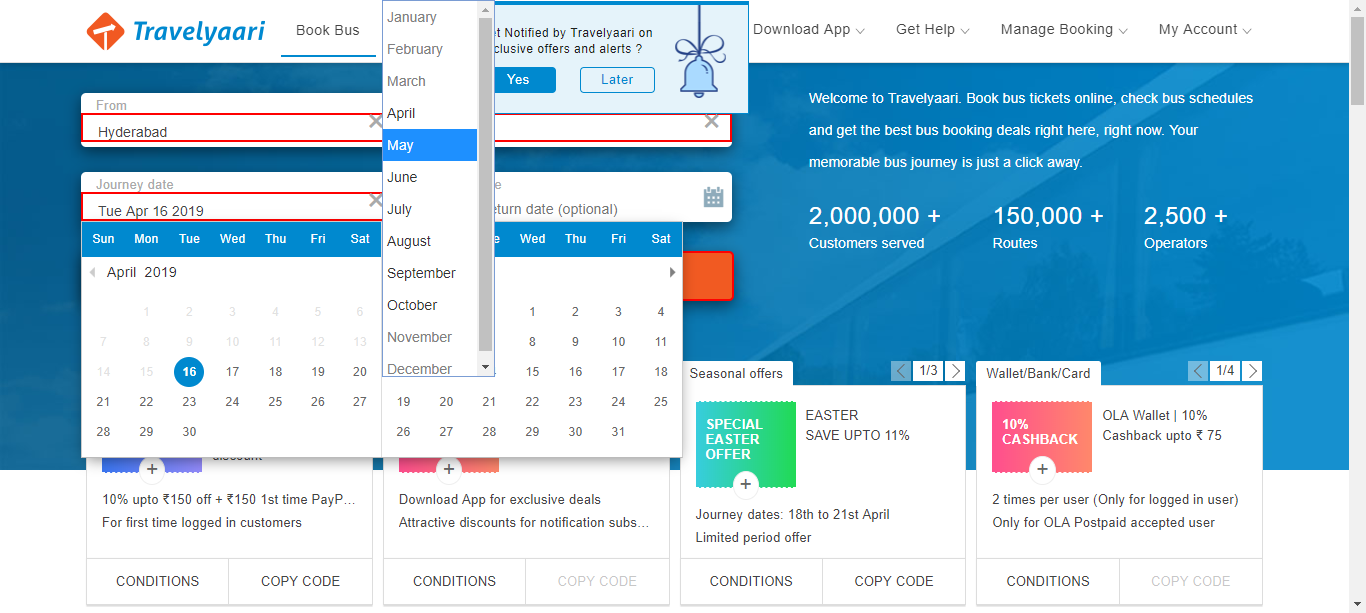 Travelyaari
Book Bus
Download App
Get Help
Manage Booking
My Account
et Notified by Travelyaari on
clusive offers and alerts ?
Yes
Later
January
February
March
April
May
June
July
August
September
October
November
December
From
Hyderabad
Journey date
Tue Apr 16 2019
eturn date (optional)
Welcome to Travelyaari. Book bus tickets online, check bus schedules
and get the best bus booking deals right here, right now. Your
memorable bus journey is just a click away.
2,000,000 +
Customers served
150,000 +
Routes
2,500 +
Operators
Sun Mon Tue Wed Thu Fri Sat
April 2019
1 2 3 4 5 6
7 8 9 10 11 12 13
14 15 16 17 18 19 20
21 22 23 24 25 26 27
28 29 30
Wed Thu Fri Sat
1 2 3 4
8 9 10 11
15 16 17 18
19 20 21 22 23 24 25
26 27 28 29 30 31
discount
10% upto ₹150 off + ₹150 1st time PayP...
For first time logged in customers
CONDITIONS
COPY CODE
Download App for exclusive deals
Attractive discounts for notification subs...
CONDITIONS
COPY CODE
Seasonal offers
1/3
SPECIAL
EASTER
OFFER
EASTER
SAVE UPTO 11%
Journey dates: 18th to 21st April
Limited period offer
CONDITIONS
COPY CODE
Wallet/Bank/Card
1/4
10%
CASHBACK
OLA Wallet | 10%
Cashback upto ₹ 75
2 times per user (Only for logged in user)
Only for OLA Postpaid accepted user
CONDITIONS
COPY CODE